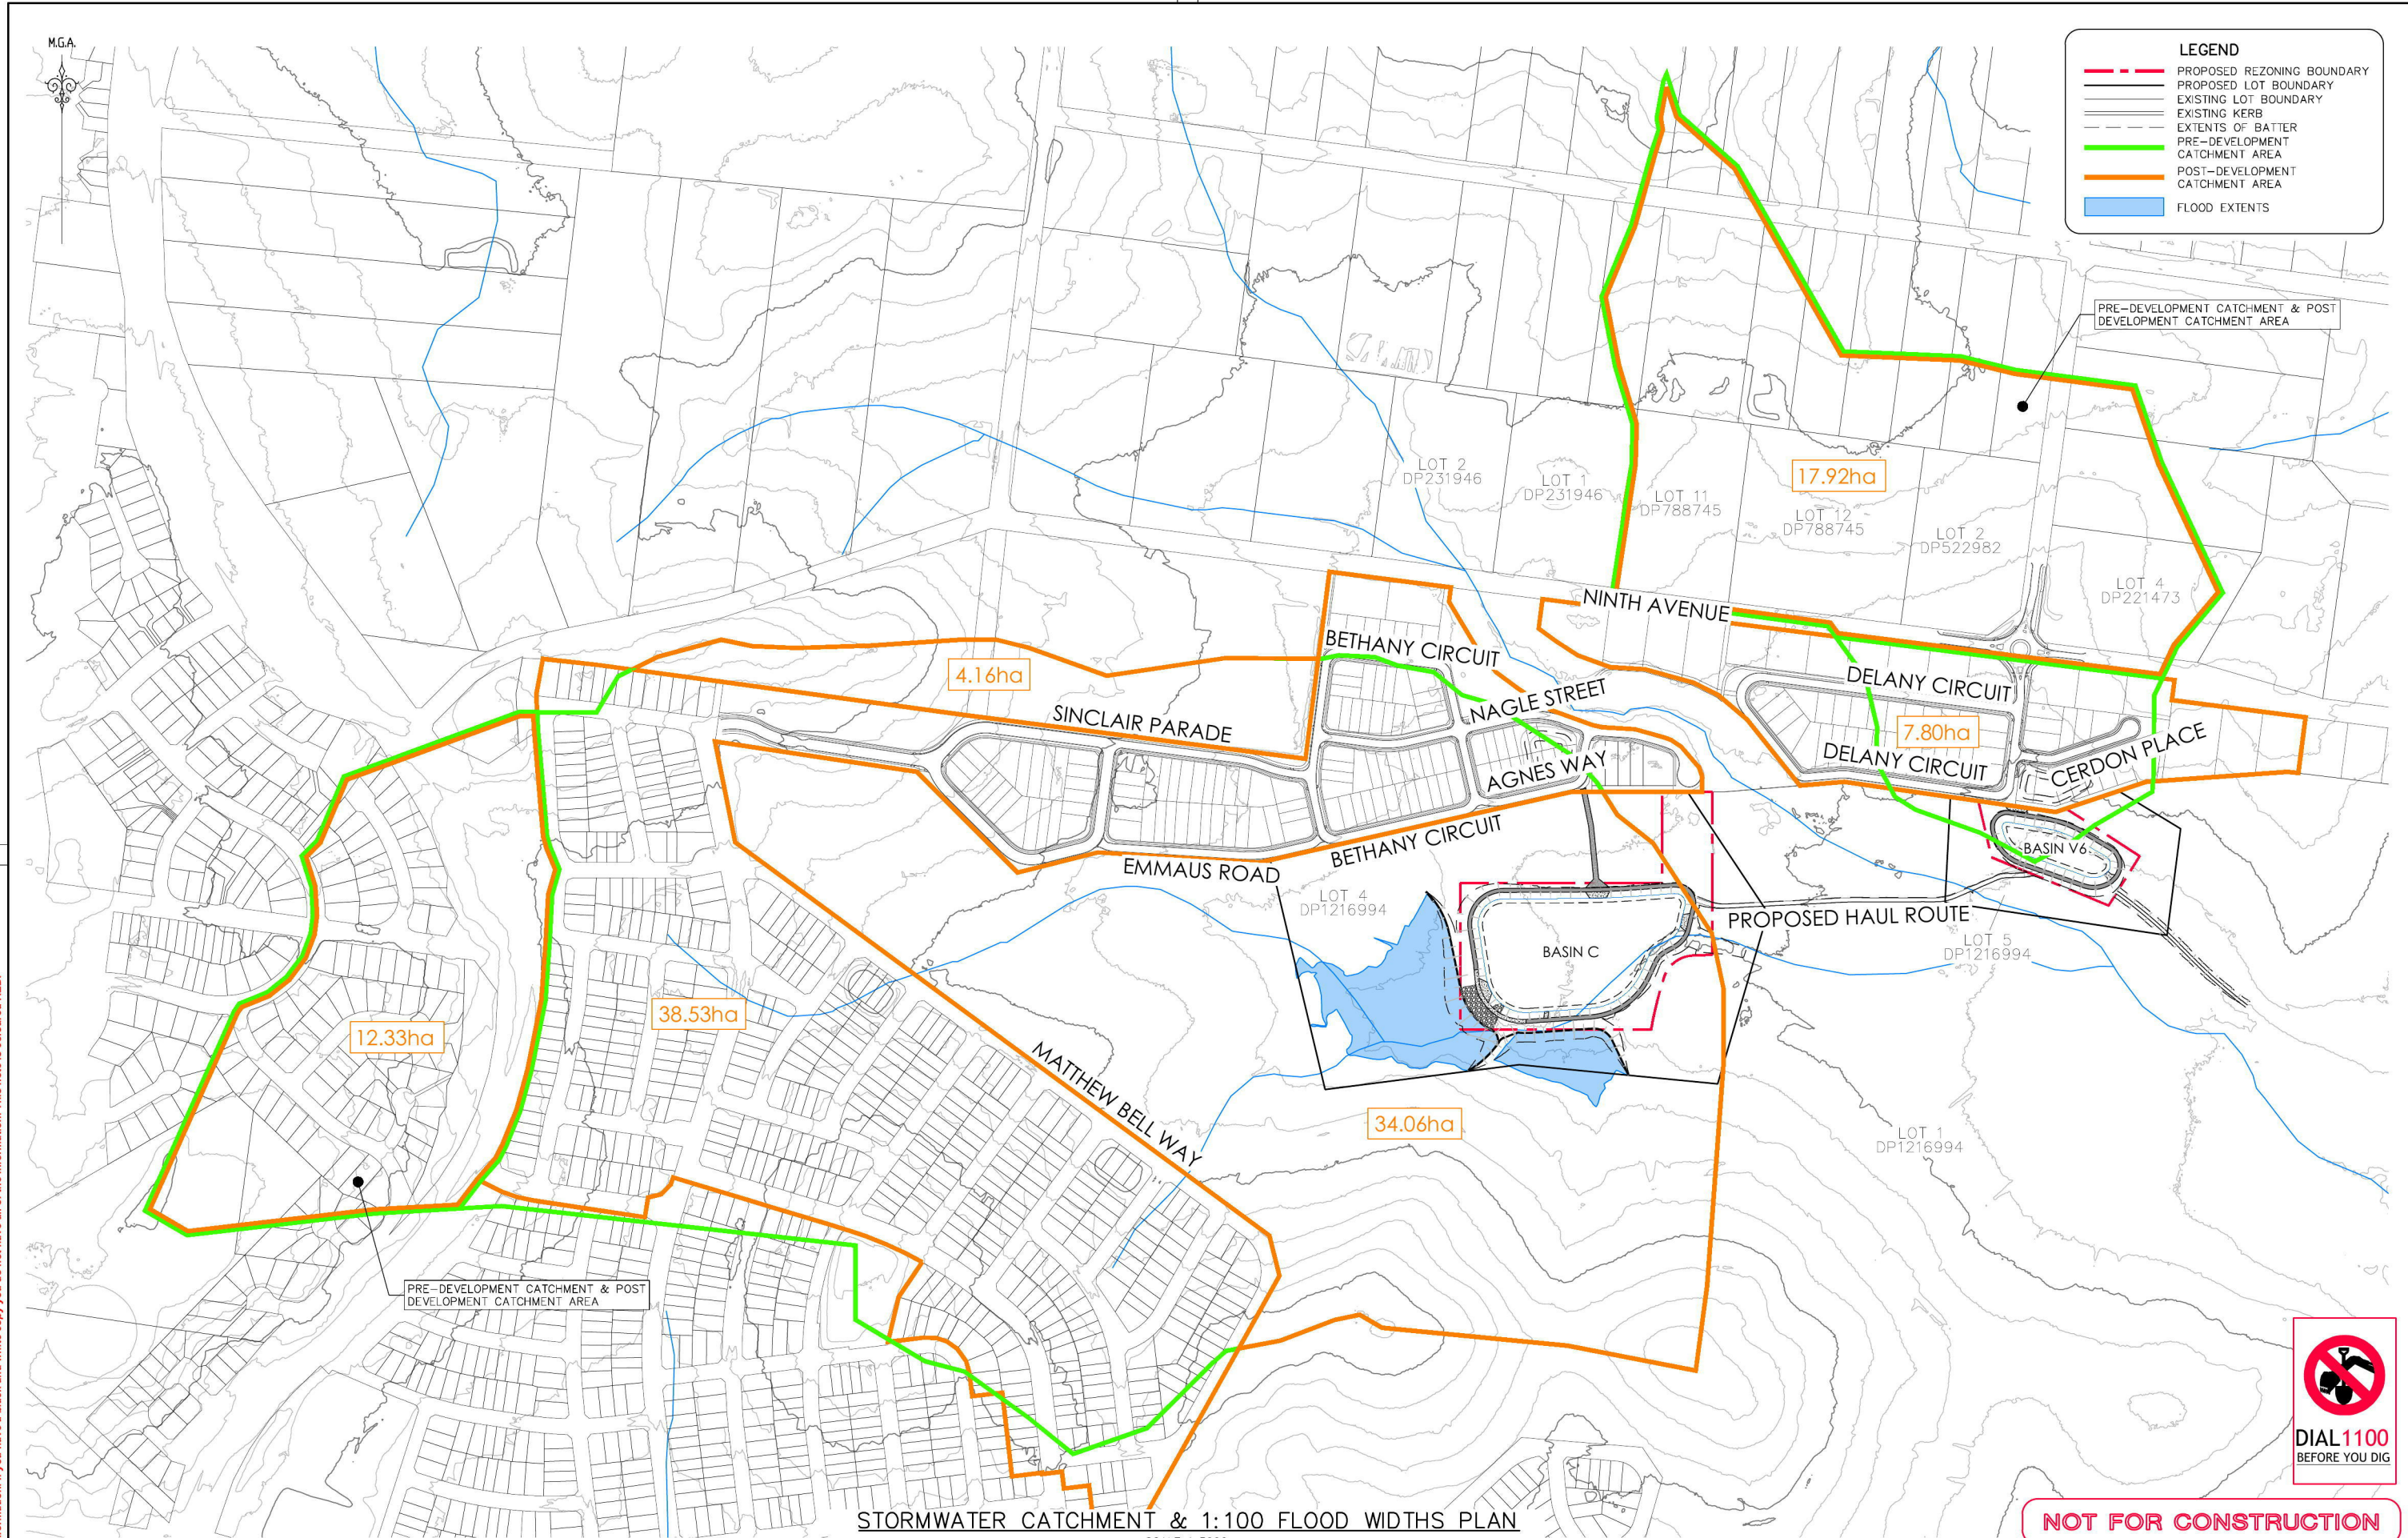 M.G.A.
LEGEND
PROPOSED REZONING BOUNDARY
PROPOSED LOT BOUNDARY
EXISTING LOT BOUNDARY
EXISTING KERB
EXTENTS OF BATTER
PRE-DEVELOPMENT
CATCHMENT AREA
POST-DEVELOPMENT
CATCHMENT AREA
FLOOD EXTENTS
PRE-DEVELOPMENT CATCHMENT & POST
DEVELOPMENT CATCHMENT AREA
LOT 2
DP231946
LOT 1
DP231946
LOT 11
DP788745
17.92ha
LOT 12
DP788745
LOT 2
DP522982
LOT 4
DP221473
NINTH AVENUE
BETHANY CIRCUIT
4.16ha
DELANY CIRCUIT
NAGLE STREET
SINCLAIR PARADE
7.80ha
CERDON PLACE
AGNES WAY
DELANY CIRCUIT
BETHANY CIRCUIT
EMMAUS ROAD
BASIN V6
LOT 4
DP1216994
PROPOSED HAUL ROUTE
BASIN C
LOT 5
DP1216994
38.53ha
12.33ha
MATTHEW BELL WAY
34.06ha
LOT 1
DP1216994
PRE-DEVELOPMENT CATCHMENT & POST
DEVELOPMENT CATCHMENT AREA
DIAL1100
BEFORE YOU DIG
STORMWATER CATCHMENT & 1:100 FLOOD WIDTHS PLAN
NOT FOR CONSTRUCTION